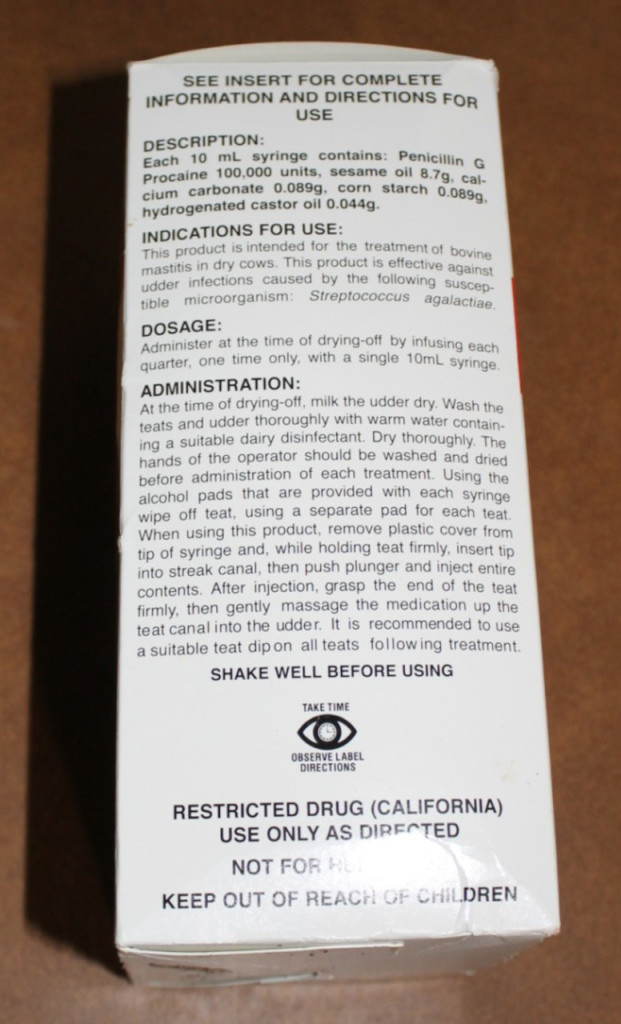 SEE INSERT FOR COMPLETE
INFORMATION AND DIRECTIONS FOR
USE
DESCRIPTION:
Each 10 mL syringe contains: Penicillin G
Procaine 100,000 units, sesame oil 8.7g, cal-
cium carbonate 0.089g, corn starch 0.089g,
hydrogenated castor oil 0.044g.
INDICATIONS FOR USE:
This product is intended for the treatment of bovine
mastitis in dry cows. This product is effective against
udder infections caused by the following suscep-
tible microorganism: Streptococcus agalactiae.
DOSAGE:
Administer at the time of drying-off by infusing each
quarter, one time only, with a single 10mL syringe.
ADMINISTRATION:
At the time of drying-off, milk the udder dry. Wash the
teats and udder thoroughly with warm water contain-
ing a suitable dairy disinfectant. Dry thoroughly. The
hands of the operator should be washed and dried
before administration of each treatment. Using the
alcohol pads that are provided with each syringe
wipe off teat, using a separate pad for each teat.
When using this product, remove plastic cover from
tip of syringe and, while holding teat firmly, insert tip
into streak canal, then push plunger and inject entire
contents. After injection, grasp the end of the teat
firmly, then gently massage the medication up the
teat canal into the udder. It is recommended to use
a suitable teat dip on all teats following treatment.
SHAKE WELL BEFORE USING
TAKE TIME
OBSERVE LABEL
DIRECTIONS
RESTRICTED DRUG (CALIFORNIA)
USE ONLY AS DIRECTED
NOT FOR
KEEP OUT OF REACH OF CHILDREN